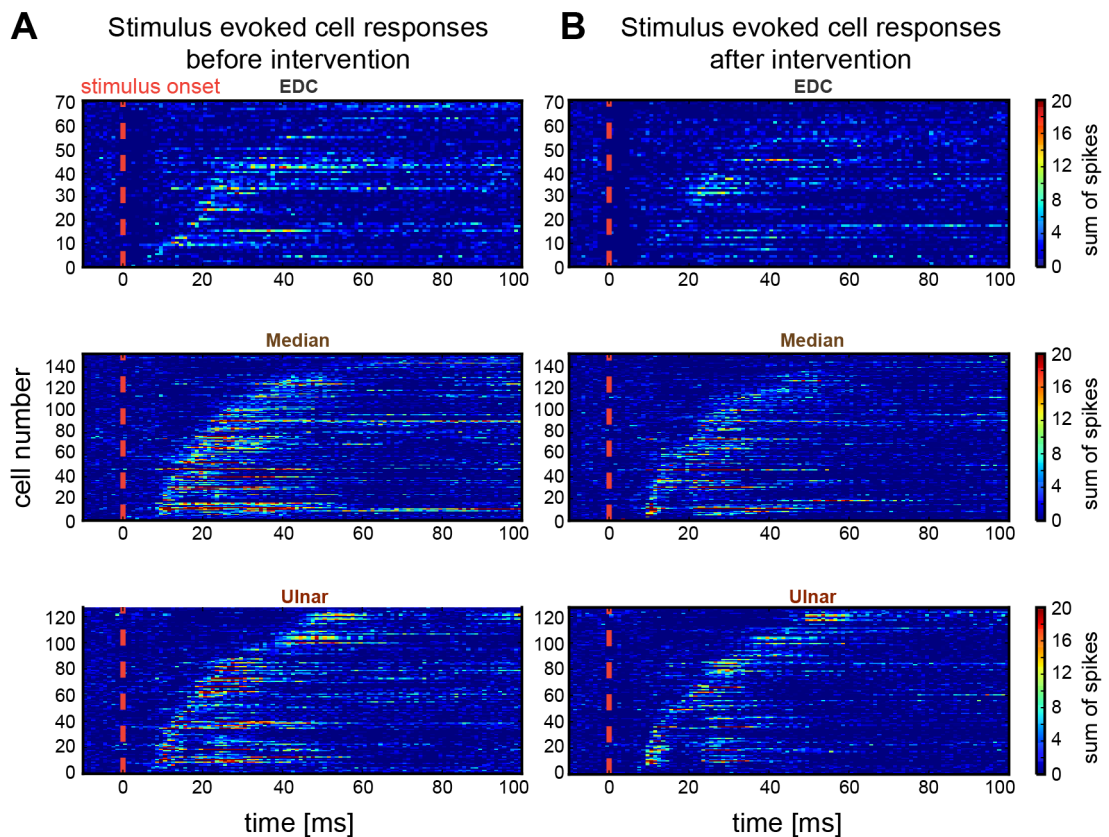 A
Stimulus evoked cell responses
before intervention
B
Stimulus evoked cell responses
after intervention
stimulus onset
EDC
70
60
50
40
30
20
10
0
0 20 40 60 80 100
EDC
70
60
50
40
30
20
10
0
0 20 40 60 80 100
20
16
12
8
4
0
sum of spikes
cell number
Median
140
120
100
80
60
40
20
0
0 20 40 60 80 100
Median
140
120
100
80
60
40
20
0
0 20 40 60 80 100
20
16
12
8
4
0
sum of spikes
Ulnar
120
100
80
60
40
20
0
0 20 40 60 80 100
time [ms]
Ulnar
120
100
80
60
40
20
0
0 20 40 60 80 100
time [ms]
20
16
12
8
4
0
sum of spikes